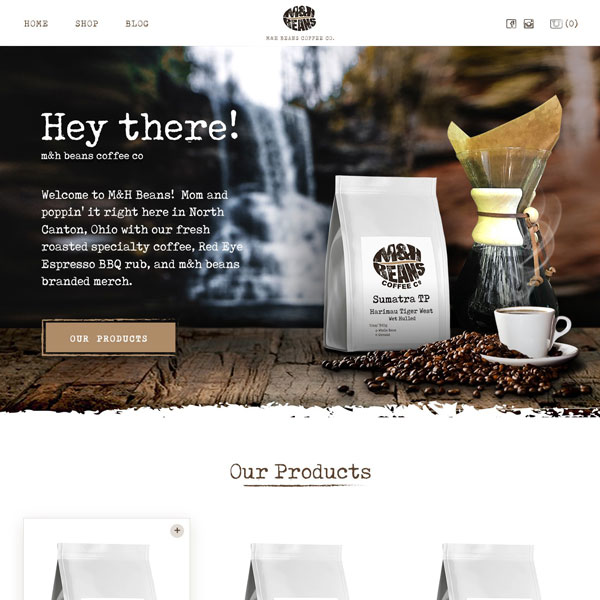 HOME
SHOP
BLOG
M&H
BEANS
M&H BEANS COFFEE CO.
(0)
Hey there!
m&h beans coffee co
Welcome to M&H Beans! Mom and
poppin' it right here in North
Canton, Ohio with our fresh
roasted specialty coffee, Red Eye
Espresso BBQ rub, and m&h beans
branded merch.
OUR PRODUCTS
M&H
BEANS
COFFEE Co
Sumatra TP
Harimau Tiger West
Wet Hulled
Our Products
+